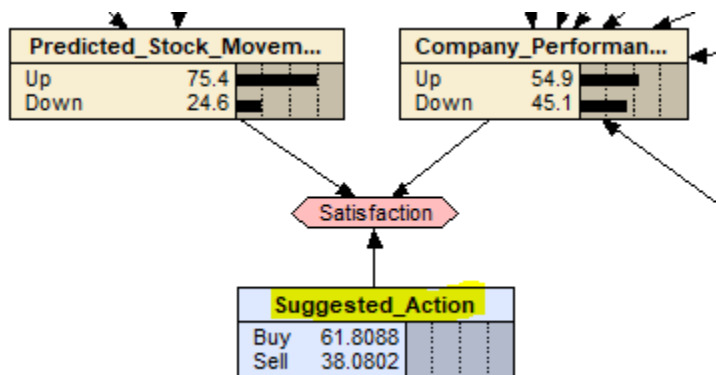 Predicted_Stock_Movem...
Up 75.4
Down 24.6
Company_Performan...
Up 54.9
Down 45.1
Satisfaction
Suggested_Action
Buy 61.8088
Sell 38.0802